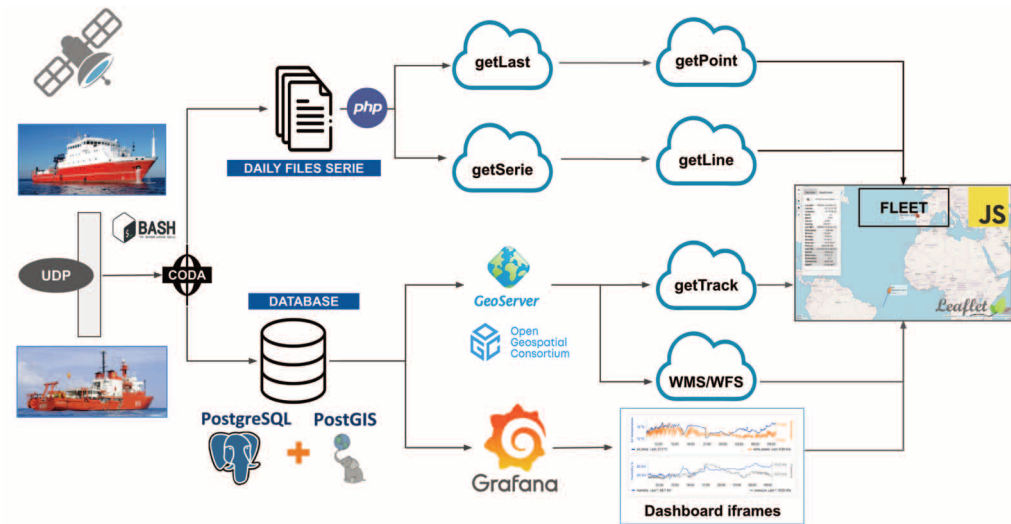 getLast
getPoint
php
DAILY FILES SERIE
getSerie
getLine
FLEET
JS
BASH
UDP
CODA
DATABASE
GeoServer
getTrack
Leaflet
OGC
Open
Geospatial
Consortium
WMS/WFS
PostgreSQL
PostGIS
+
Grafana
Dashboard iframes